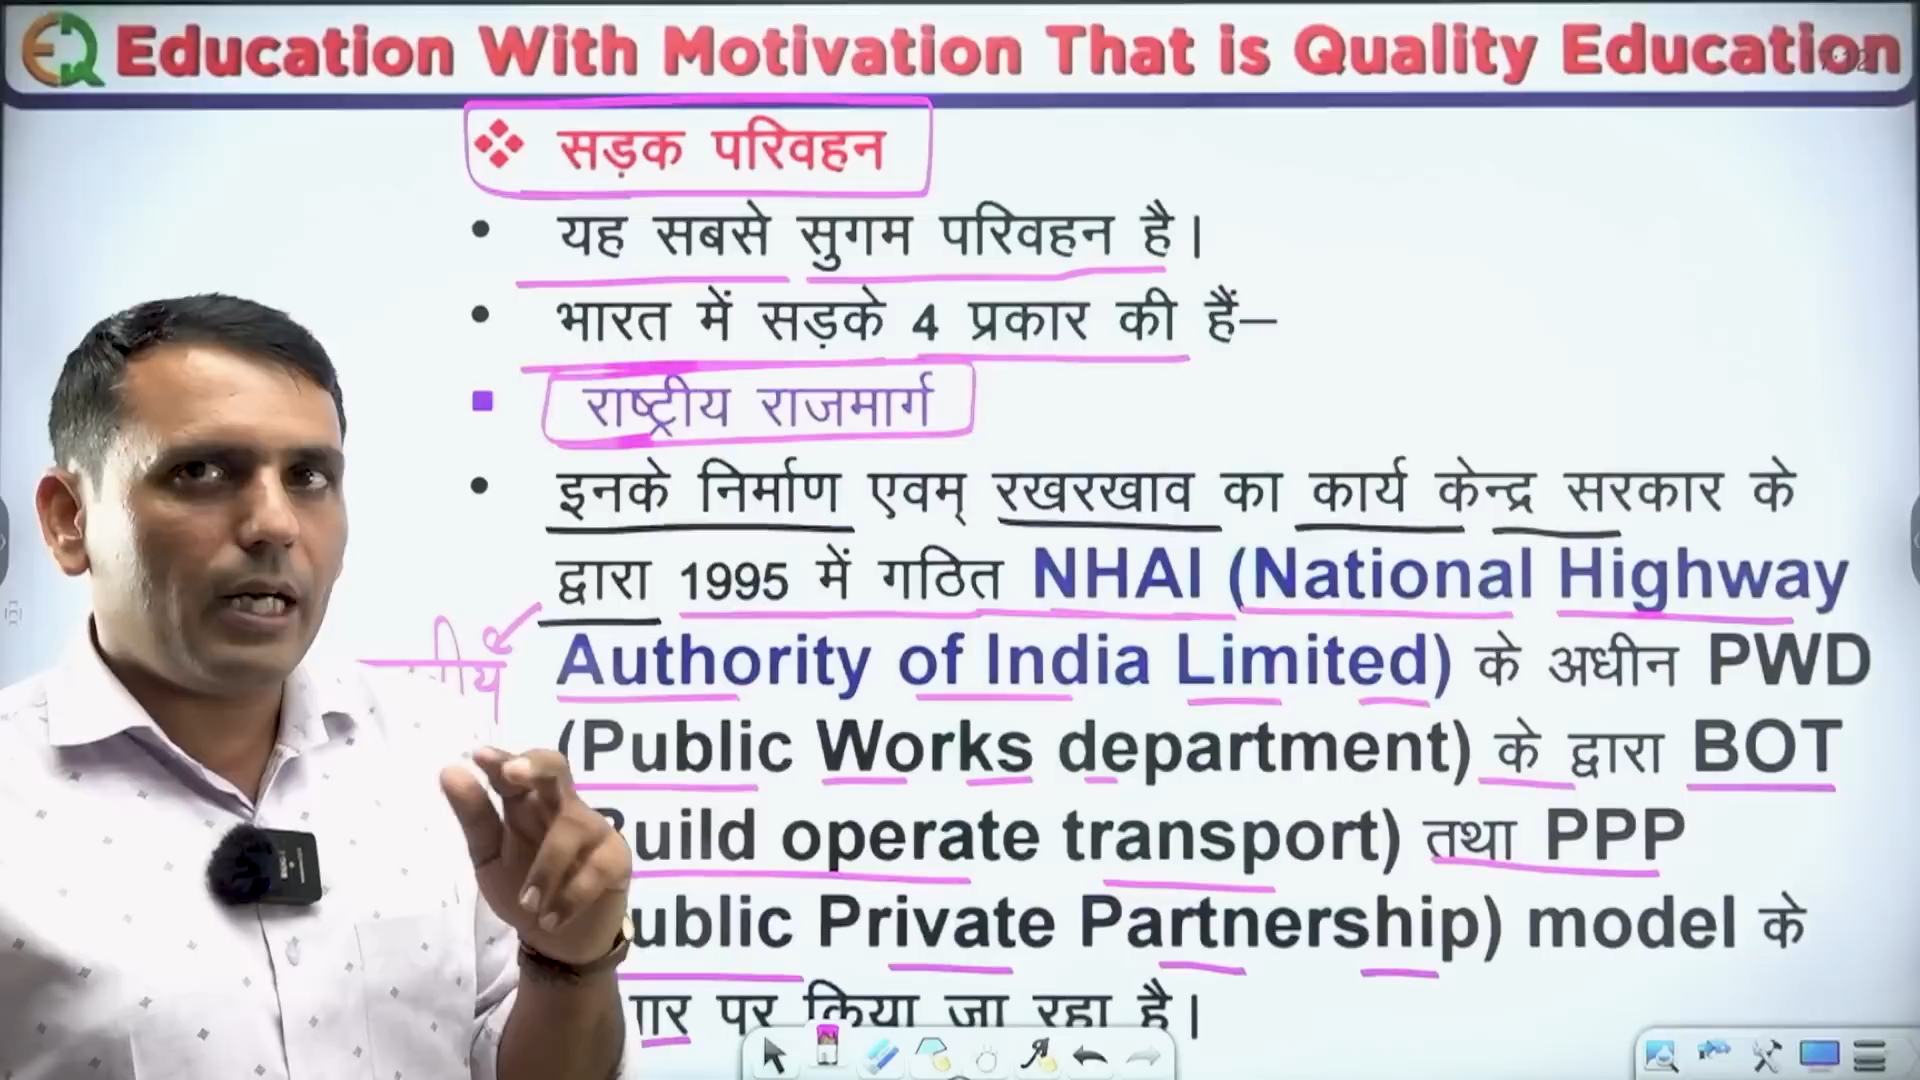 EQ Education With Motivation That is Quality Education
❖ सड़क परिवहन
• यह सबसे सुगम परिवहन है।
• भारत में सड़के 4 प्रकार की हैं–
▪ राष्ट्रीय राजमार्ग
• इनके निर्माण एवम् रखरखाव का कार्य केन्द्र सरकार के
द्वारा 1995 में गठित NHAI (National Highway
Authority of India Limited) के अधीन PWD
(Public Works department) के द्वारा BOT
operate transport) तथा PPP
Private Partnership) model के
पर किया जा रहा है।